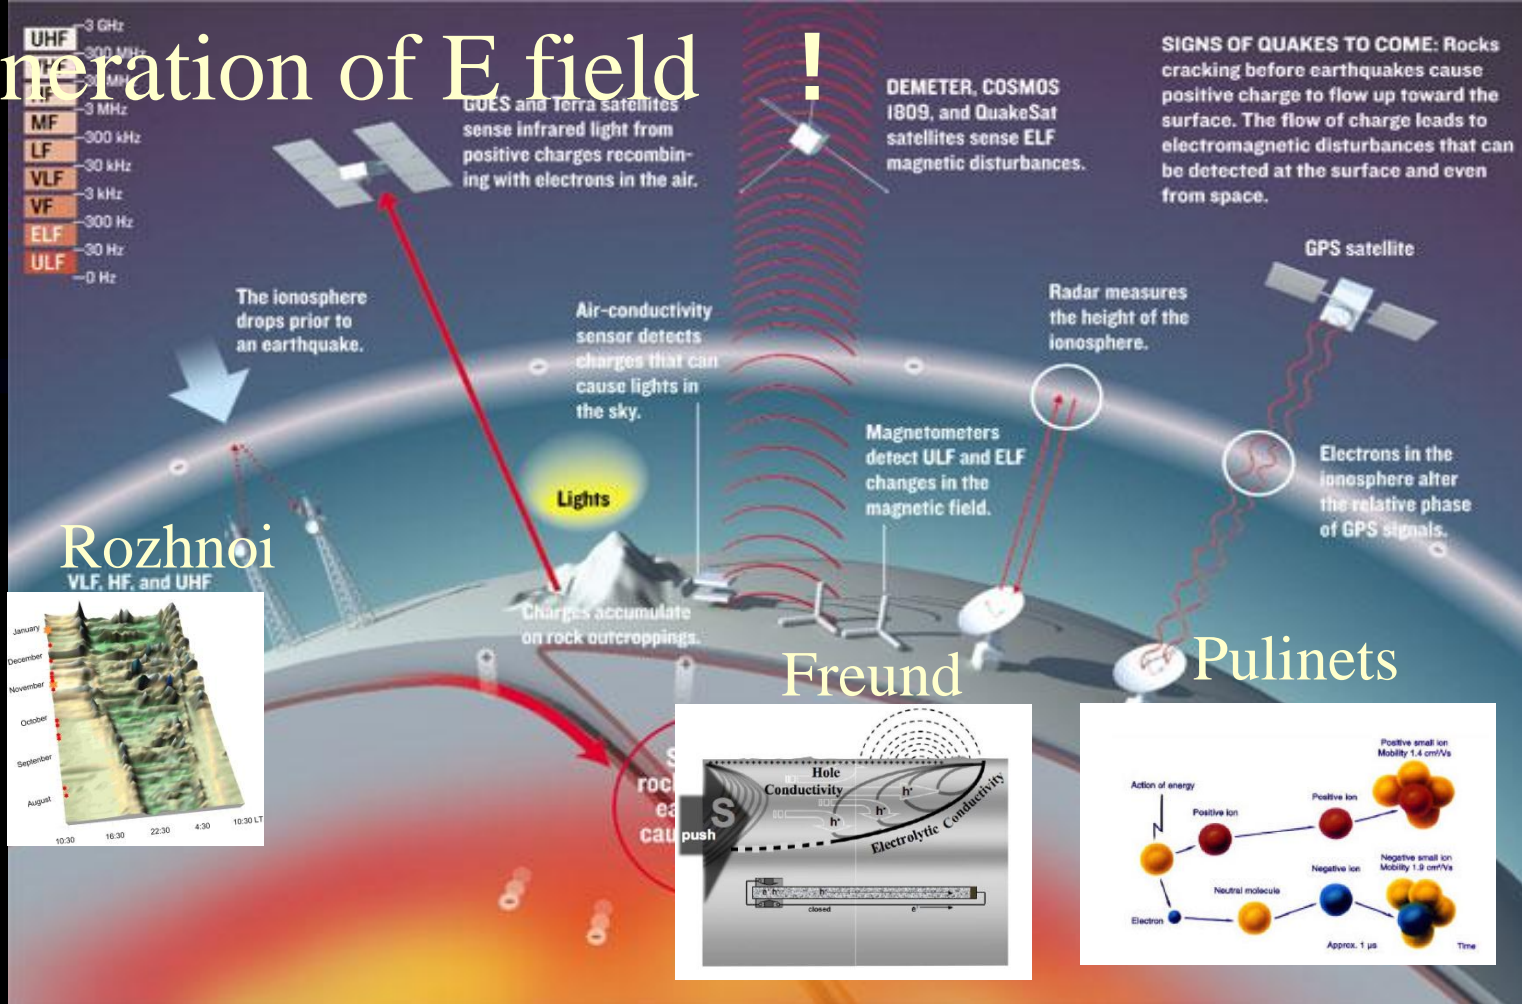 neration of E field !
UHF
3 GHz
300 MHz
3 MHz
MF
300 kHz
LF
30 kHz
VLF
3 kHz
VF
300 Hz
ELF
30 Hz
ULF
0 Hz
GOES and Terra satellites
sense infrared light from
positive charges recombin-
ing with electrons in the air.
DEMETER, COSMOS
1809, and QuakeSat
satellites sense ELF
magnetic disturbances.
SIGNS OF QUAKES TO COME: Rocks
cracking before earthquakes cause
positive charge to flow up toward the
surface. The flow of charge leads to
electromagnetic disturbances that can
be detected at the surface and even
from space.
GPS satellite
The ionosphere
drops prior to
an earthquake.
Air-conductivity
sensor detects
charges that can
cause lights in
the sky.
Radar measures
the height of the
ionosphere.
Magnetometers
detect ULF and ELF
changes in the
magnetic field.
Electrons in the
ionosphere alter
the relative phase
of GPS signals.
Lights
Rozhnoi
VLF, HF, and UHF
Charges accumulate
on rock outcroppings.
Freund
Pulinets
January
December
November
October
September
August
10:30
16:30
22:30
4:30
10:30 LT
Hole
Conductivity
h•
h•
h•
S
push
Electrolytic Conductivity
closed
Positive small ion
Mobility 1.4 cm²/Vs
Action of energy
Positive ion
Positive ion
Negative small ion
Mobility 1.9 cm²/Vs
Negative ion
Neutral molecule
Electron
Approx. 1 µs
Time